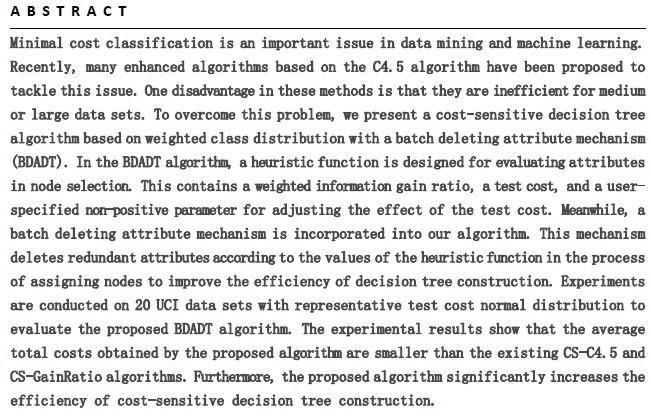 ABSTRACT
Minimal cost classification is an important issue in data mining and machine learning.
Recently, many enhanced algorithms based on the C4.5 algorithm have been proposed to
tackle this issue. One disadvantage in these methods is that they are inefficient for medium
or large data sets. To overcome this problem, we present a cost-sensitive decision tree
algorithm based on weighted class distribution with a batch deleting attribute mechanism
(BDADT). In the BDADT algorithm, a heuristic function is designed for evaluating attributes
in node selection. This contains a weighted information gain ratio, a test cost, and a user-
specified non-positive parameter for adjusting the effect of the test cost. Meanwhile, a
batch deleting attribute mechanism is incorporated into our algorithm. This mechanism
deletes redundant attributes according to the values of the heuristic function in the process
of assigning nodes to improve the efficiency of decision tree construction. Experiments
are conducted on 20 UCI data sets with representative test cost normal distribution to
evaluate the proposed BDADT algorithm. The experimental results show that the average
total costs obtained by the proposed algorithm are smaller than the existing CS-C4.5 and
CS-GainRatio algorithms. Furthermore, the proposed algorithm significantly increases the
efficiency of cost-sensitive decision tree construction.